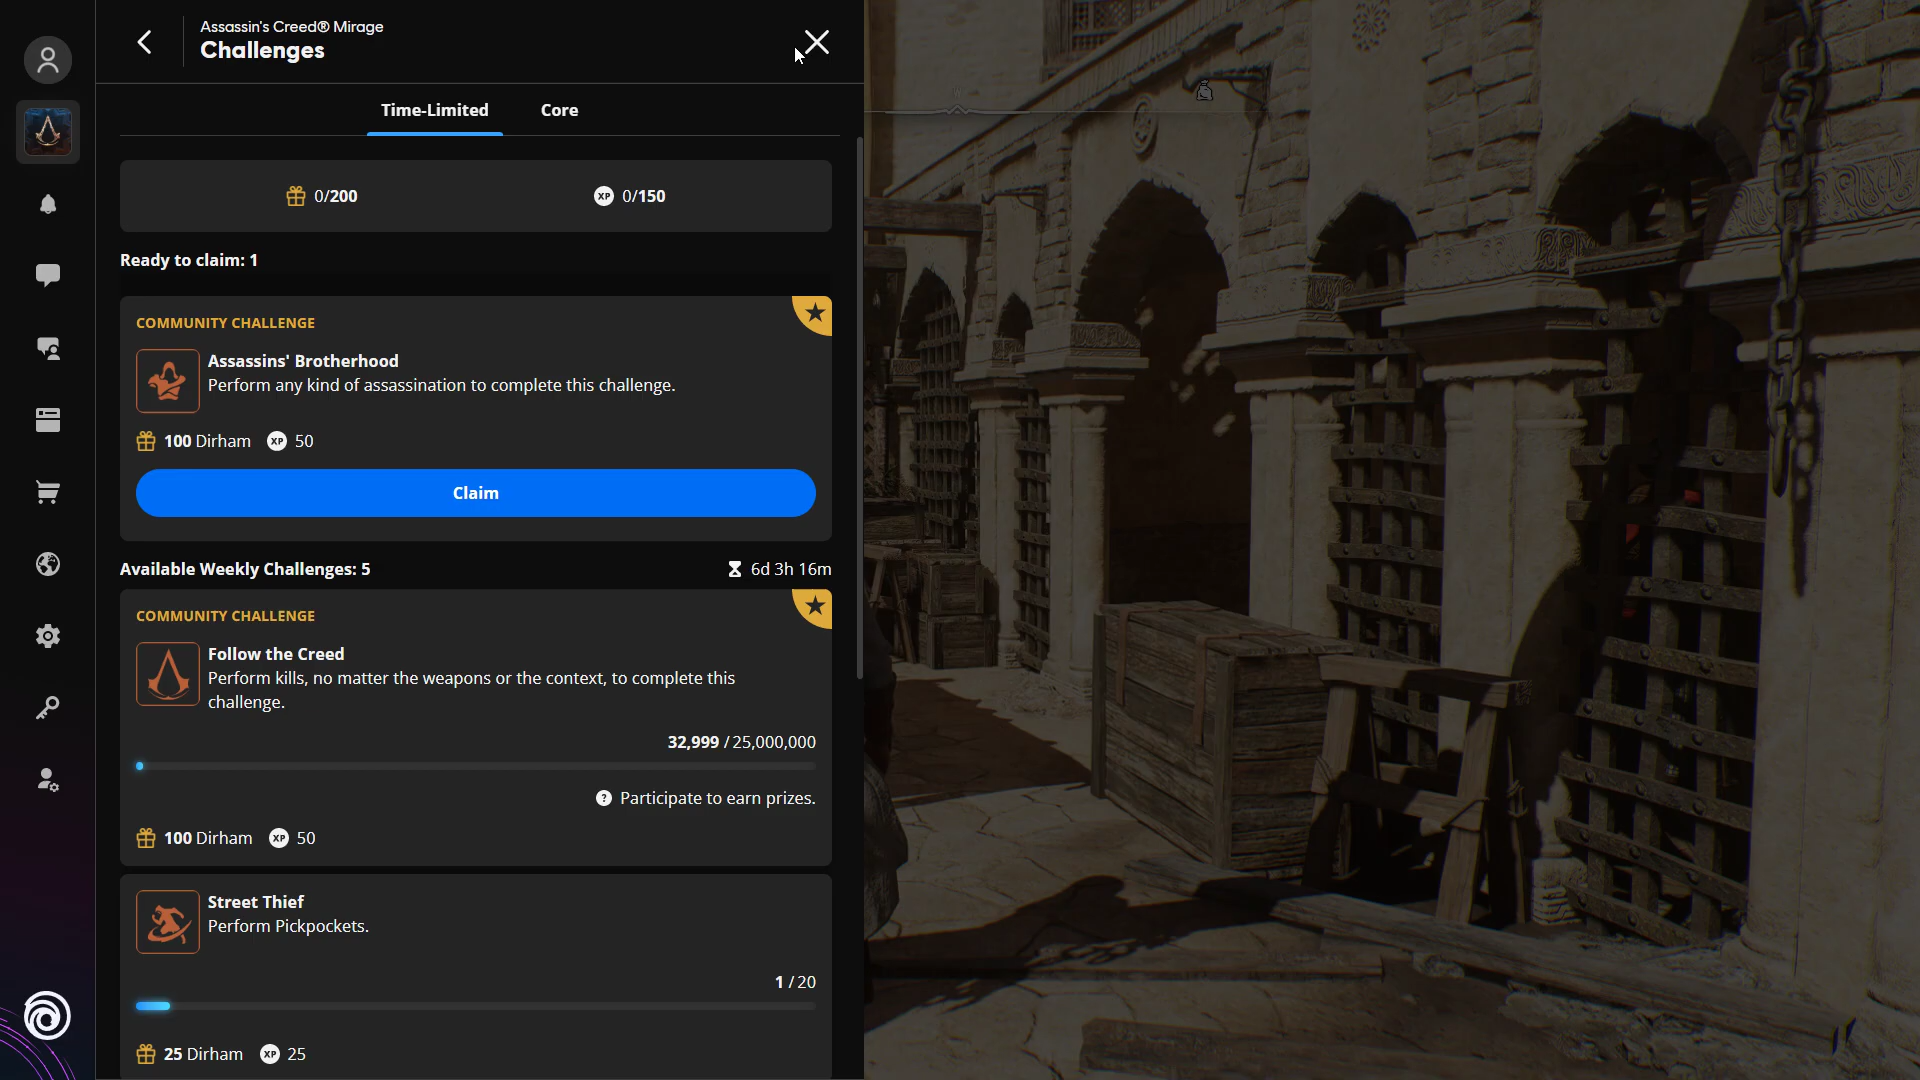 Assassin's Creed® Mirage
Challenges
Time-Limited
Core
0/200
XP 0/150
Ready to claim: 1
COMMUNITY CHALLENGE
Assassins' Brotherhood
Perform any kind of assassination to complete this challenge.
100 Dirham XP 50
Claim
Available Weekly Challenges: 5
6d 3h 16m
COMMUNITY CHALLENGE
Follow the Creed
Perform kills, no matter the weapons or the context, to complete this
challenge.
32,999 / 25,000,000
? Participate to earn prizes.
100 Dirham XP 50
Street Thief
Perform Pickpockets.
1 / 20
25 Dirham XP 25